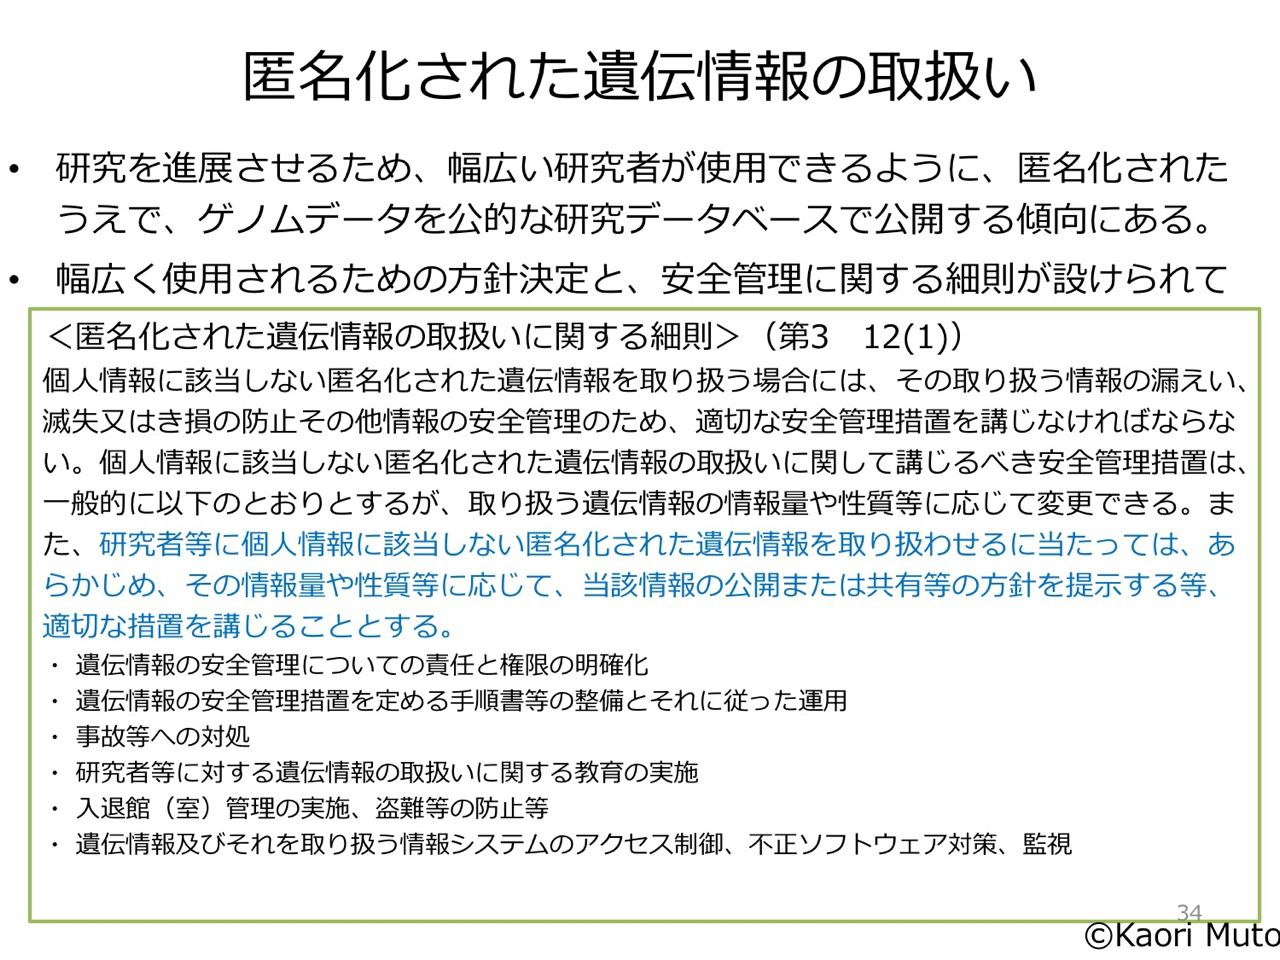 匿名化された遺伝情報の取扱い
• 研究を進展させるため、幅広い研究者が使用できるように、匿名化された
うえで、ゲノムデータを公的な研究データベースで公開する傾向にある。
• 幅広く使用されるための方針決定と、安全管理に関する細則が設けられて
＜匿名化された遺伝情報の取扱いに関する細則＞（第3　12(1)）
個人情報に該当しない匿名化された遺伝情報を取り扱う場合には、その取り扱う情報の漏えい、
滅失又はき損の防止その他情報の安全管理のため、適切な安全管理措置を講じなければならな
い。個人情報に該当しない匿名化された遺伝情報の取扱いに関して講じるべき安全管理措置は、
一般的に以下のとおりとするが、取り扱う遺伝情報の情報量や性質等に応じて変更できる。ま
た、研究者等に個人情報に該当しない匿名化された遺伝情報を取り扱わせるに当たっては、あ
らかじめ、その情報量や性質等に応じて、当該情報の公開または共有等の方針を提示する等、
適切な措置を講じることとする。
・ 遺伝情報の安全管理についての責任と権限の明確化
・ 遺伝情報の安全管理措置を定める手順書等の整備とそれに従った運用
・ 事故等への対処
・ 研究者等に対する遺伝情報の取扱いに関する教育の実施
・ 入退館（室）管理の実施、盗難等の防止等
・ 遺伝情報及びそれを取り扱う情報システムのアクセス制御、不正ソフトウェア対策、監視
34
©Kaori Muto